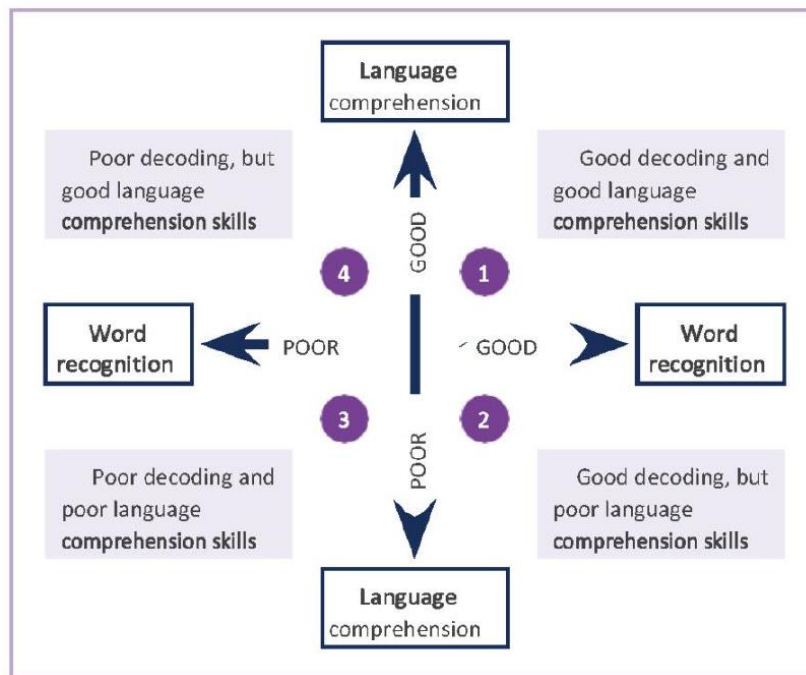 Language
comprehension
Poor decoding, but
good language
comprehension skills
Good decoding and
good language
comprehension skills
GOOD
4
1
Word
recognition
POOR
GOOD
Word
recognition
3
2
POOR
Poor decoding and
poor language
comprehension skills
Good decoding, but
poor language
comprehension skills
Language
comprehension